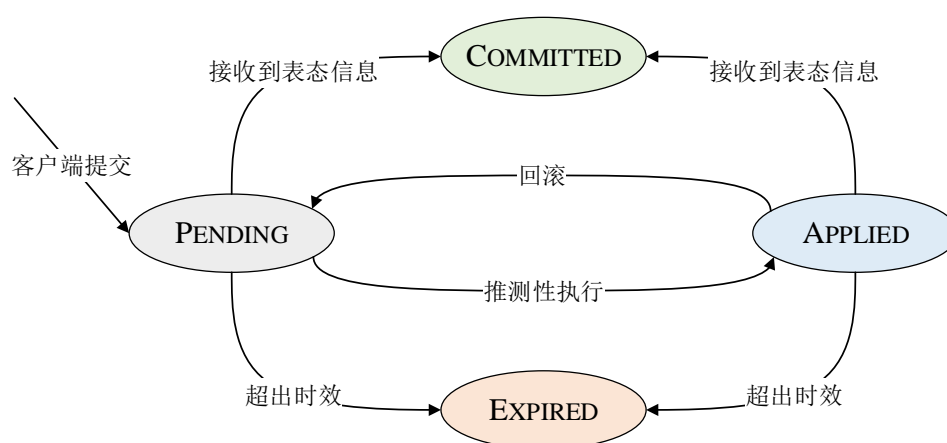 COMMITTED
接收到表态信息
接收到表态信息
客户端提交
回滚
PENDING
APPLIED
推测性执行
超出时效
超出时效
EXPIRED